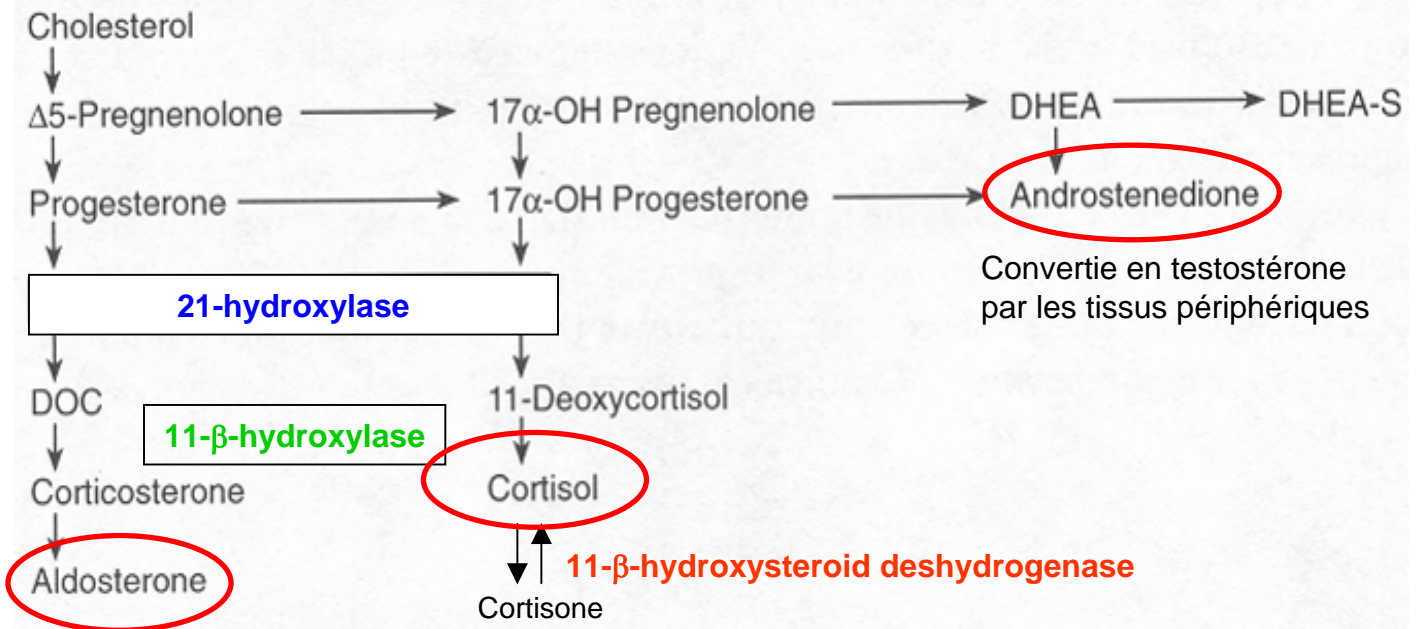 Cholesterol
Δ5-Pregnenolone 17α-OH Pregnenolone DHEA DHEA-S
Progesterone 17α-OH Progesterone Androstenedione
Convertie en testostérone
par les tissus périphériques
21-hydroxylase
DOC 11-Deoxycortisol
11-β-hydroxylase
Corticosterone Cortisol
Aldosterone 11-β-hydroxysteroid deshydrogenase
Cortisone